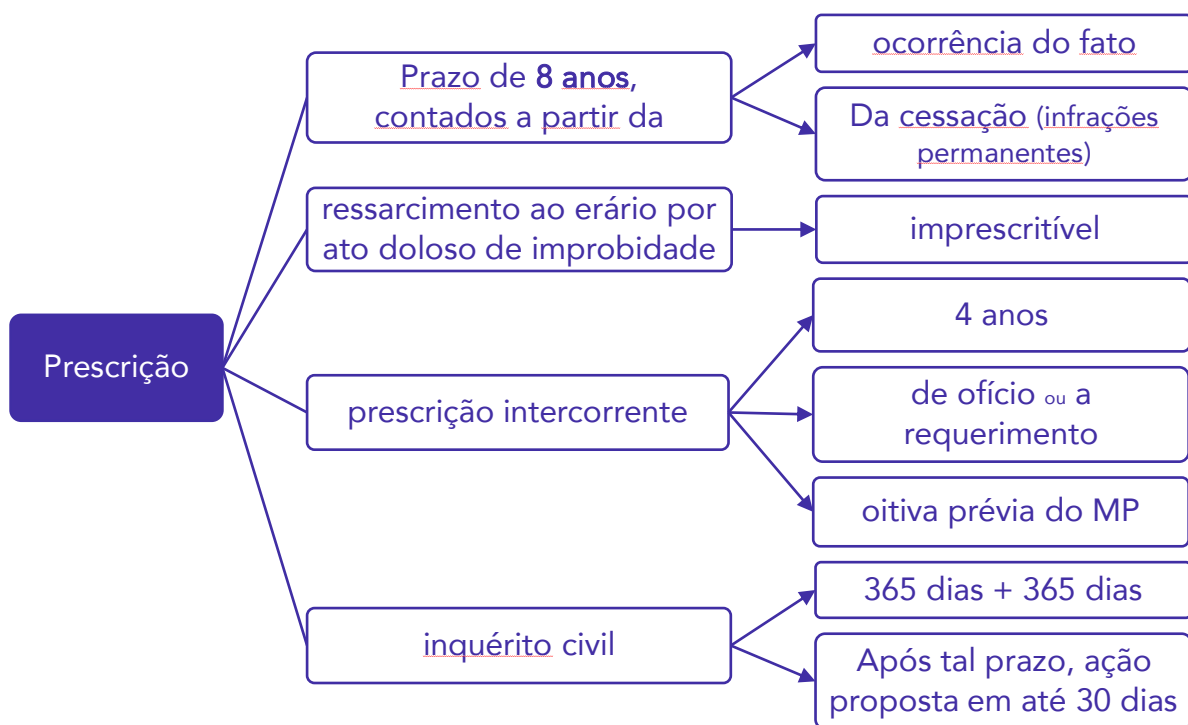 Prescrição
Prazo de 8 anos,
contados a partir da
ocorrência do fato
Da cessação (infrações
permanentes)
ressarcimento ao erário por
ato doloso de improbidade
imprescritível
prescrição intercorrente
4 anos
de ofício ou a
requerimento
oitiva prévia do MP
inquérito civil
365 dias + 365 dias
Após tal prazo, ação
proposta em até 30 dias